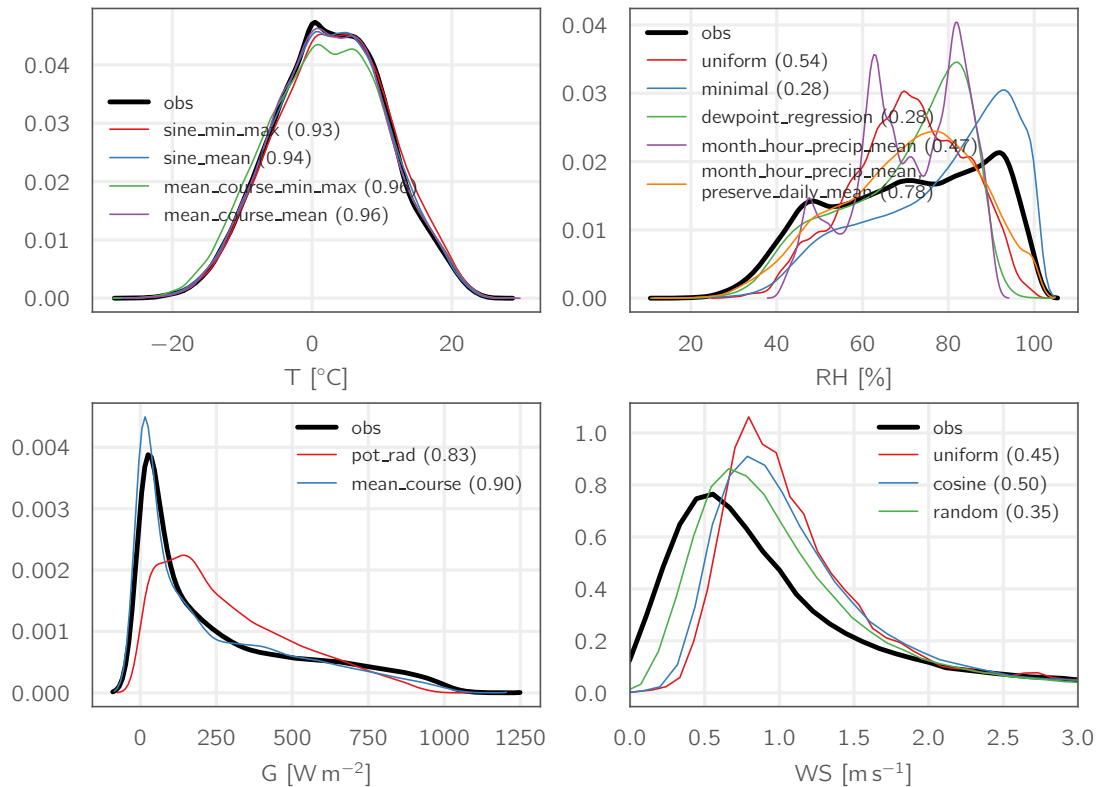 0.04
0.03
0.02
0.01
0.00
obs
sine_min_max (0.93)
sine_mean (0.94)
mean_course_min_max (0.96)
mean_course_mean (0.96)
−20
0
20
T [°C]
0.04
0.03
0.02
0.01
0.00
obs
uniform (0.54)
minimal (0.28)
dewpoint_regression (0.28)
month_hour_precip_mean (0.47)
month_hour_precip_mean,
preserve_daily_mean (0.78)
20
40
60
80
100
RH [%]
0.004
0.003
0.002
0.001
0.000
obs
pot_rad (0.83)
mean_course (0.90)
0
250
500
750
1000
1250
G [W m⁻²]
1.0
0.8
0.6
0.4
0.2
0.0
obs
uniform (0.45)
cosine (0.50)
random (0.35)
0.0
0.5
1.0
1.5
2.0
2.5
3.0
WS [m s⁻¹]